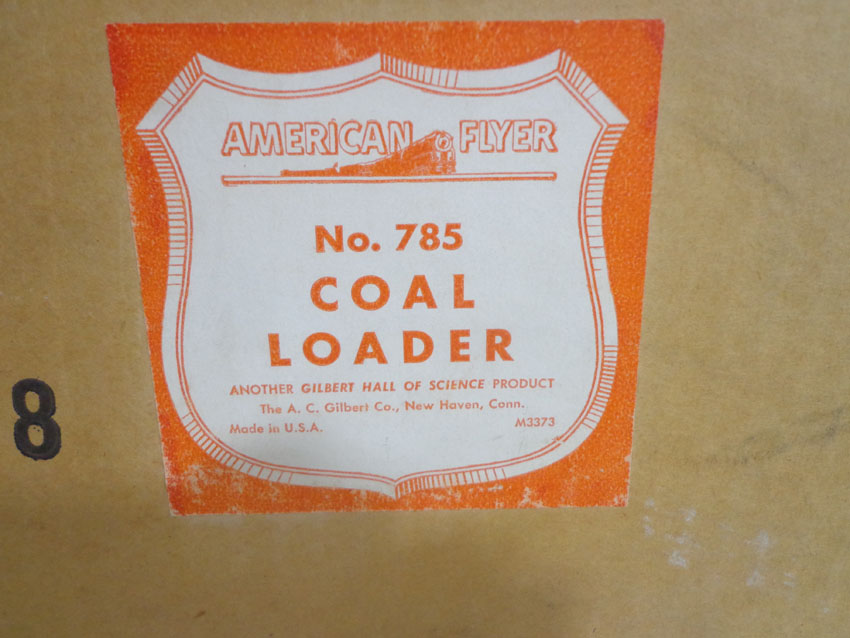 AMERICAN FLYER
No. 785
COAL
LOADER
ANOTHER GILBERT HALL OF SCIENCE PRODUCT
The A. C. Gilbert Co., New Haven, Conn.
Made in U.S.A. M3373
8